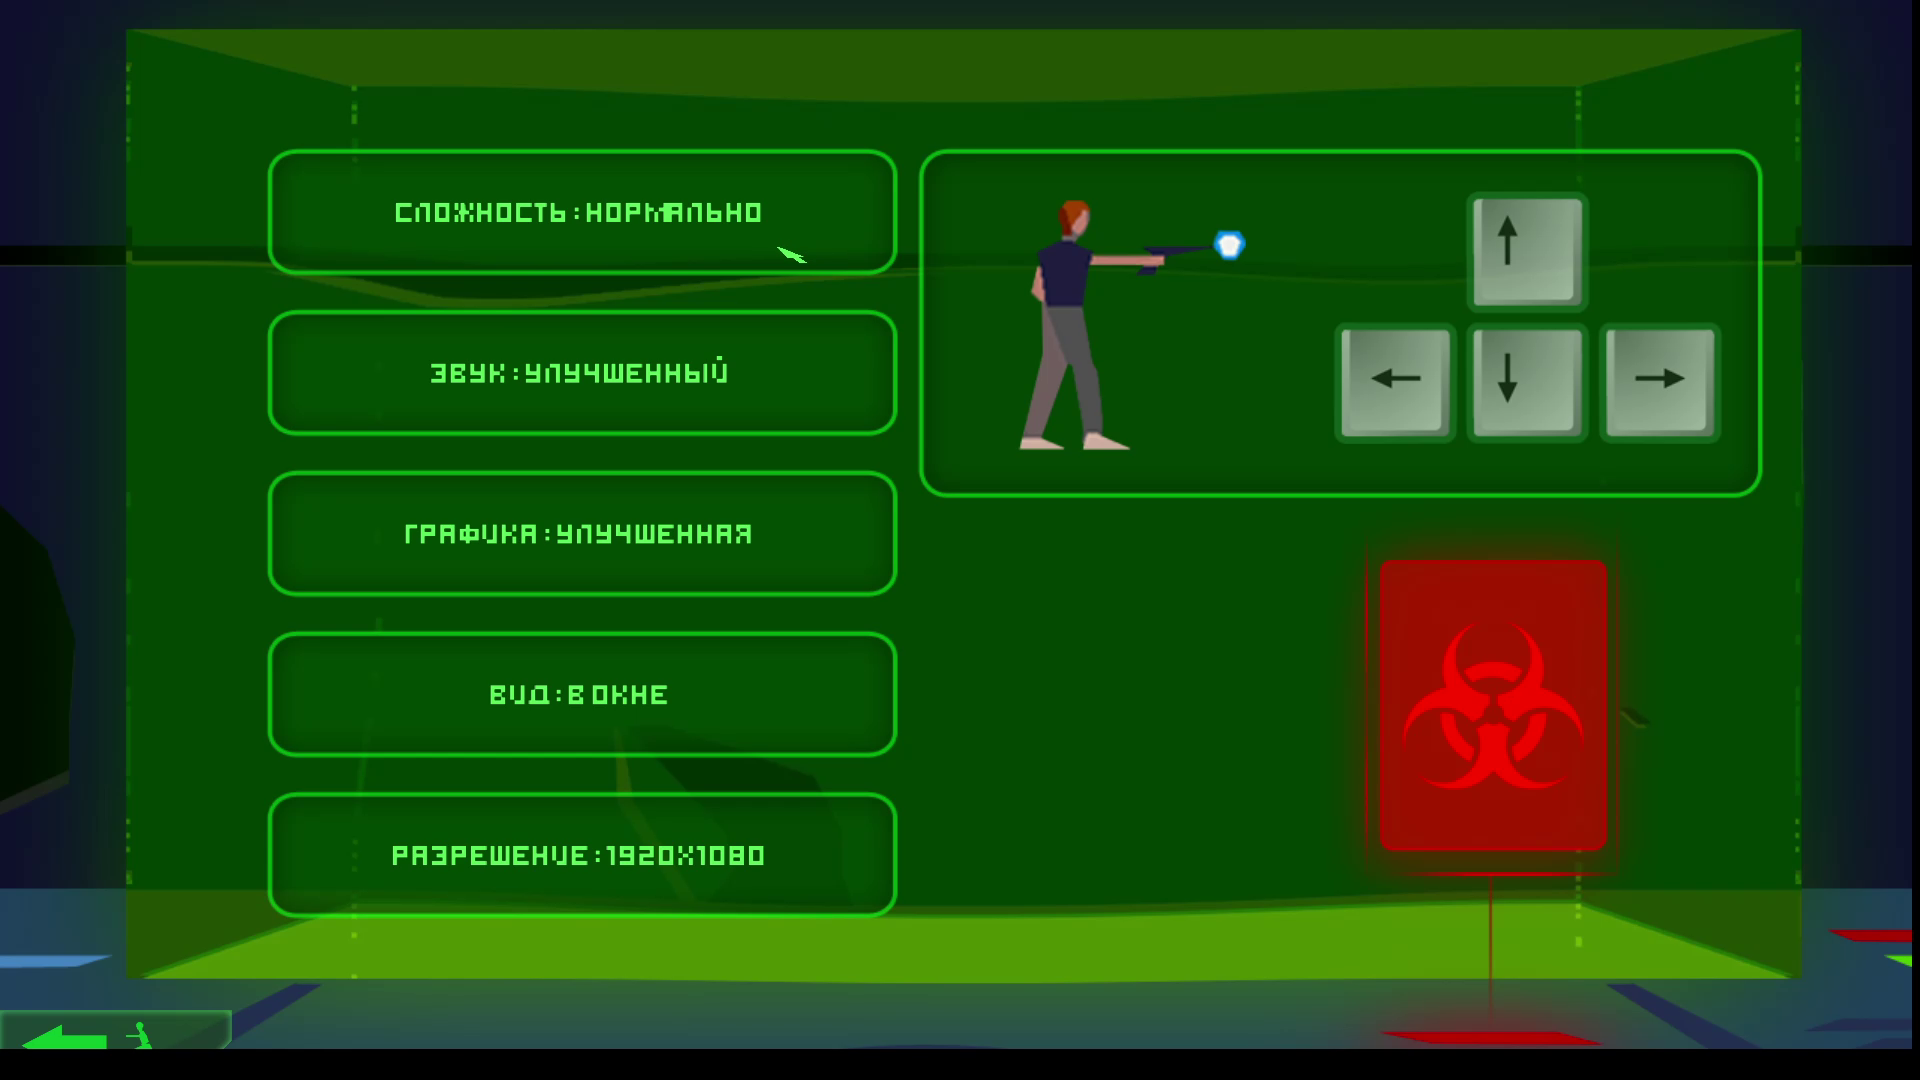 СЛОЖНОСТЬ:НОРМАЛЬНО
ЗВУК:УЛУЧШЕННЫЙ
ГРАФИКА:УЛУЧШЕННАЯ
ВИД:В ОКНЕ
РАЗРЕШЕНИЕ:1920X1080